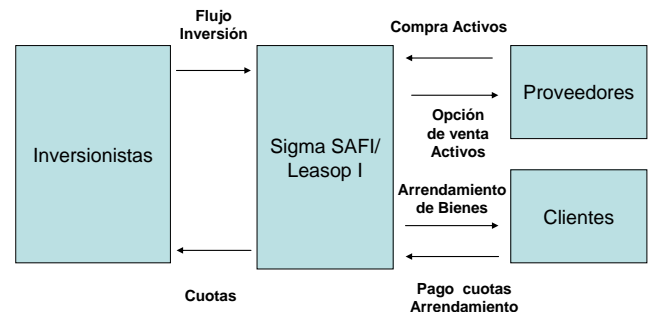 Flujo
Inversión
Compra Activos
Inversionistas
Sigma SAFI/
Leasop I
Proveedores
Opción
de venta
Activos
Arrendamiento
de Bienes
Clientes
Cuotas
Pago cuotas
Arrendamiento